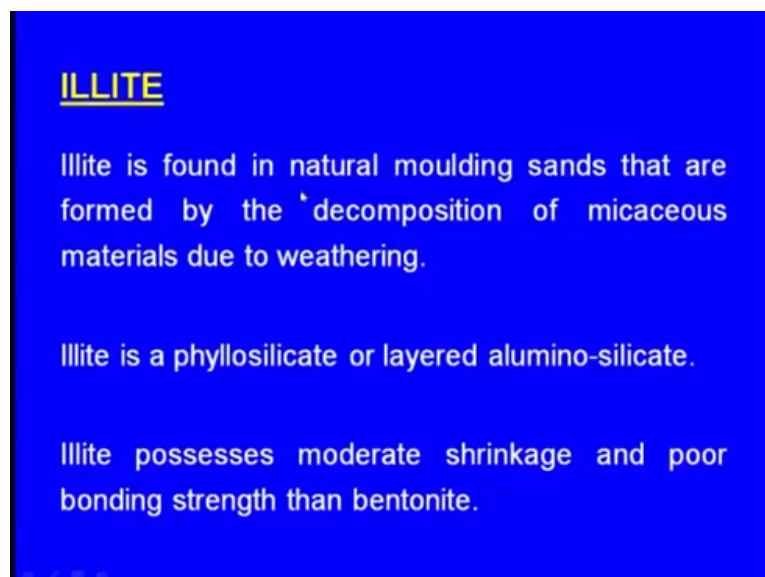 ILLITE
Illite is found in natural moulding sands that are
formed by the decomposition of micaceous
materials due to weathering.
Illite is a phyllosilicate or layered alumino-silicate.
Illite possesses moderate shrinkage and poor
bonding strength than bentonite.